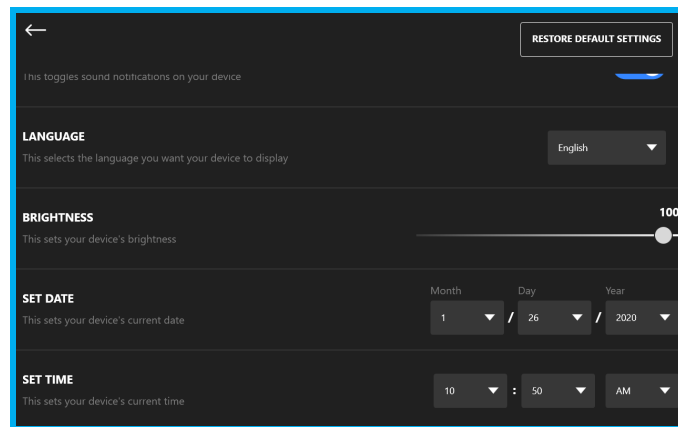 RESTORE DEFAULT SETTINGS
This toggles sound notifications on your device
LANGUAGE
This selects the language you want your device to display
English
BRIGHTNESS
100
This sets your device's brightness
SET DATE
This sets your device's current date
Month Day Year
1 / 26 / 2020
SET TIME
This sets your device's current time
10 : 50 AM